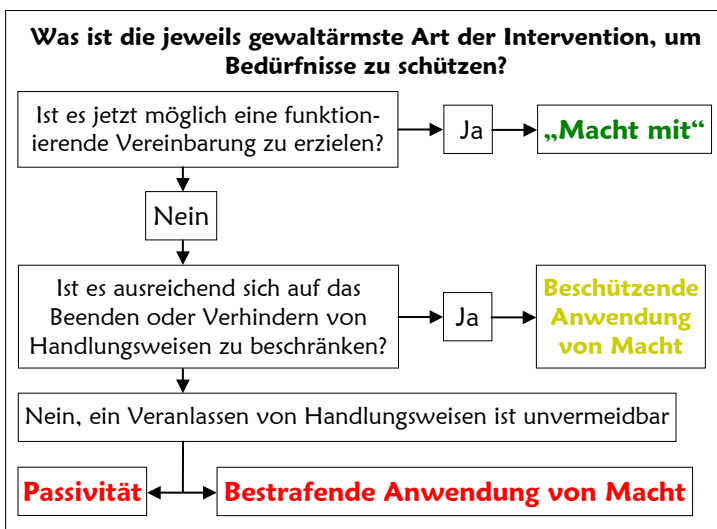 Was ist die jeweils gewaltärmste Art der Intervention, um
Bedürfnisse zu schützen?
Ist es jetzt möglich eine funktion-
ierende Vereinbarung zu erzielen?
Ja
„Macht mit“
Nein
Ist es ausreichend sich auf das
Beenden oder Verhindern von
Handlungsweisen zu beschränken?
Ja
Beschützende
Anwendung
von Macht
Nein, ein Veranlassen von Handlungsweisen ist unvermeidbar
Passivität
Bestrafende Anwendung von Macht